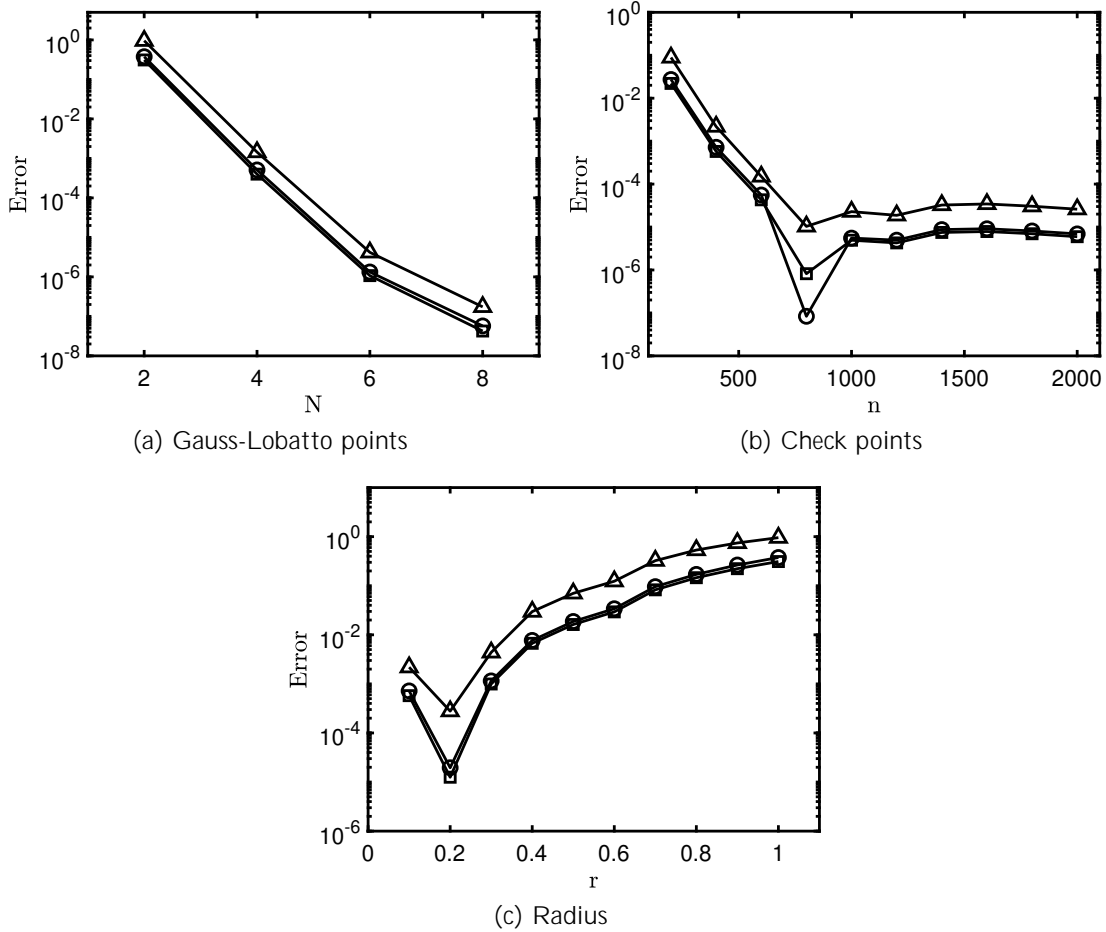 10^0
10^-2
10^-4
10^-6
10^-8
Error
2 4 6 8
N
(a) Gauss-Lobatto points
10^0
10^-2
10^-4
10^-6
10^-8
Error
500 1000 1500 2000
n
(b) Check points
10^0
10^-2
10^-4
10^-6
Error
0 0.2 0.4 0.6 0.8 1
r
(c) Radius